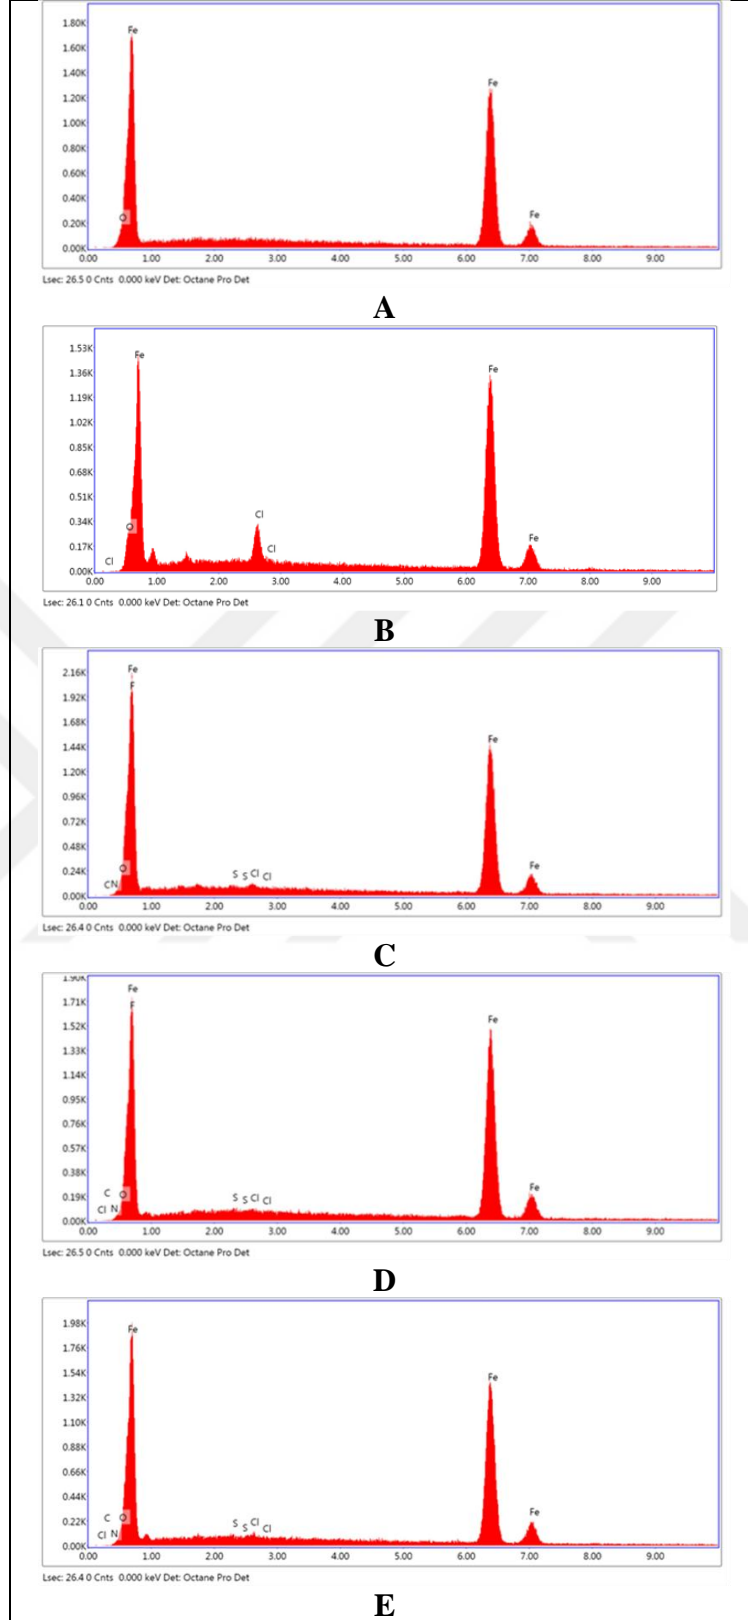 1.80K
Fe
1.60K
1.40K
Fe
1.20K
1.00K
0.80K
0.60K
0.40K
Fe
0.20K
O
0.00K
0.00 1.00 2.00 3.00 4.00 5.00 6.00 7.00 8.00 9.00
Lsec: 26.5 0 Cnts 0.000 keV Det: Octane Pro Det
A
1.53K
Fe
1.36K
Fe
1.19K
1.02K
0.85K
0.68K
0.51K
Cl
0.34K
O
Fe
0.17K
Cl
Cl
0.00K
0.00 1.00 2.00 3.00 4.00 5.00 6.00 7.00 8.00 9.00
Lsec: 26.1 0 Cnts 0.000 keV Det: Octane Pro Det
B
2.16K
Fe
F
1.92K
1.68K
1.44K
Fe
1.20K
0.96K
0.72K
0.48K
0.24K
O
Fe
C N
S S Cl Cl
0.00K
0.00 1.00 2.00 3.00 4.00 5.00 6.00 7.00 8.00 9.00
Lsec: 26.4 0 Cnts 0.000 keV Det: Octane Pro Det
C
1.90K
Fe
1.71K
F
1.52K
Fe
1.33K
1.14K
0.95K
0.76K
0.57K
0.38K
Fe
0.19K
C O
Cl N
S S Cl Cl
0.00K
0.00 1.00 2.00 3.00 4.00 5.00 6.00 7.00 8.00 9.00
Lsec: 26.5 0 Cnts 0.000 keV Det: Octane Pro Det
D
1.98K
Fe
1.76K
1.54K
Fe
1.32K
1.10K
0.88K
0.66K
0.44K
Fe
0.22K
C O
Cl N
S S Cl Cl
0.00K
0.00 1.00 2.00 3.00 4.00 5.00 6.00 7.00 8.00 9.00
Lsec: 26.4 0 Cnts 0.000 keV Det: Octane Pro Det
E